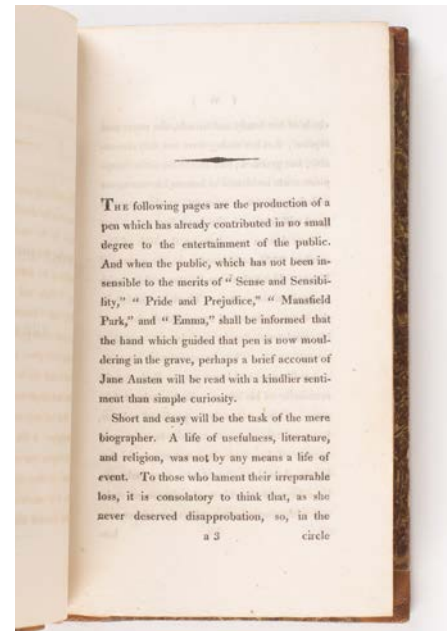 THE following pages are the production of a
pen which has already contributed in no small
degree to the entertainment of the public.
And when the public, which has not been in-
sensible to the merits of “ Sense and Sensibi-
lity,” “ Pride and Prejudice,” “ Mansfield
Park,” and “ Emma,” shall be informed that
the hand which guided that pen is now moul-
dering in the grave, perhaps a brief account of
Jane Austen will be read with a kindlier senti-
ment than simple curiosity.
Short and easy will be the task of the mere
biographer. A life of usefulness, literature,
and religion, was not by any means a life of
event. To those who lament their irreparable
loss, it is consolatory to think that, as she
never deserved disapprobation, so, in the
a 3 circle